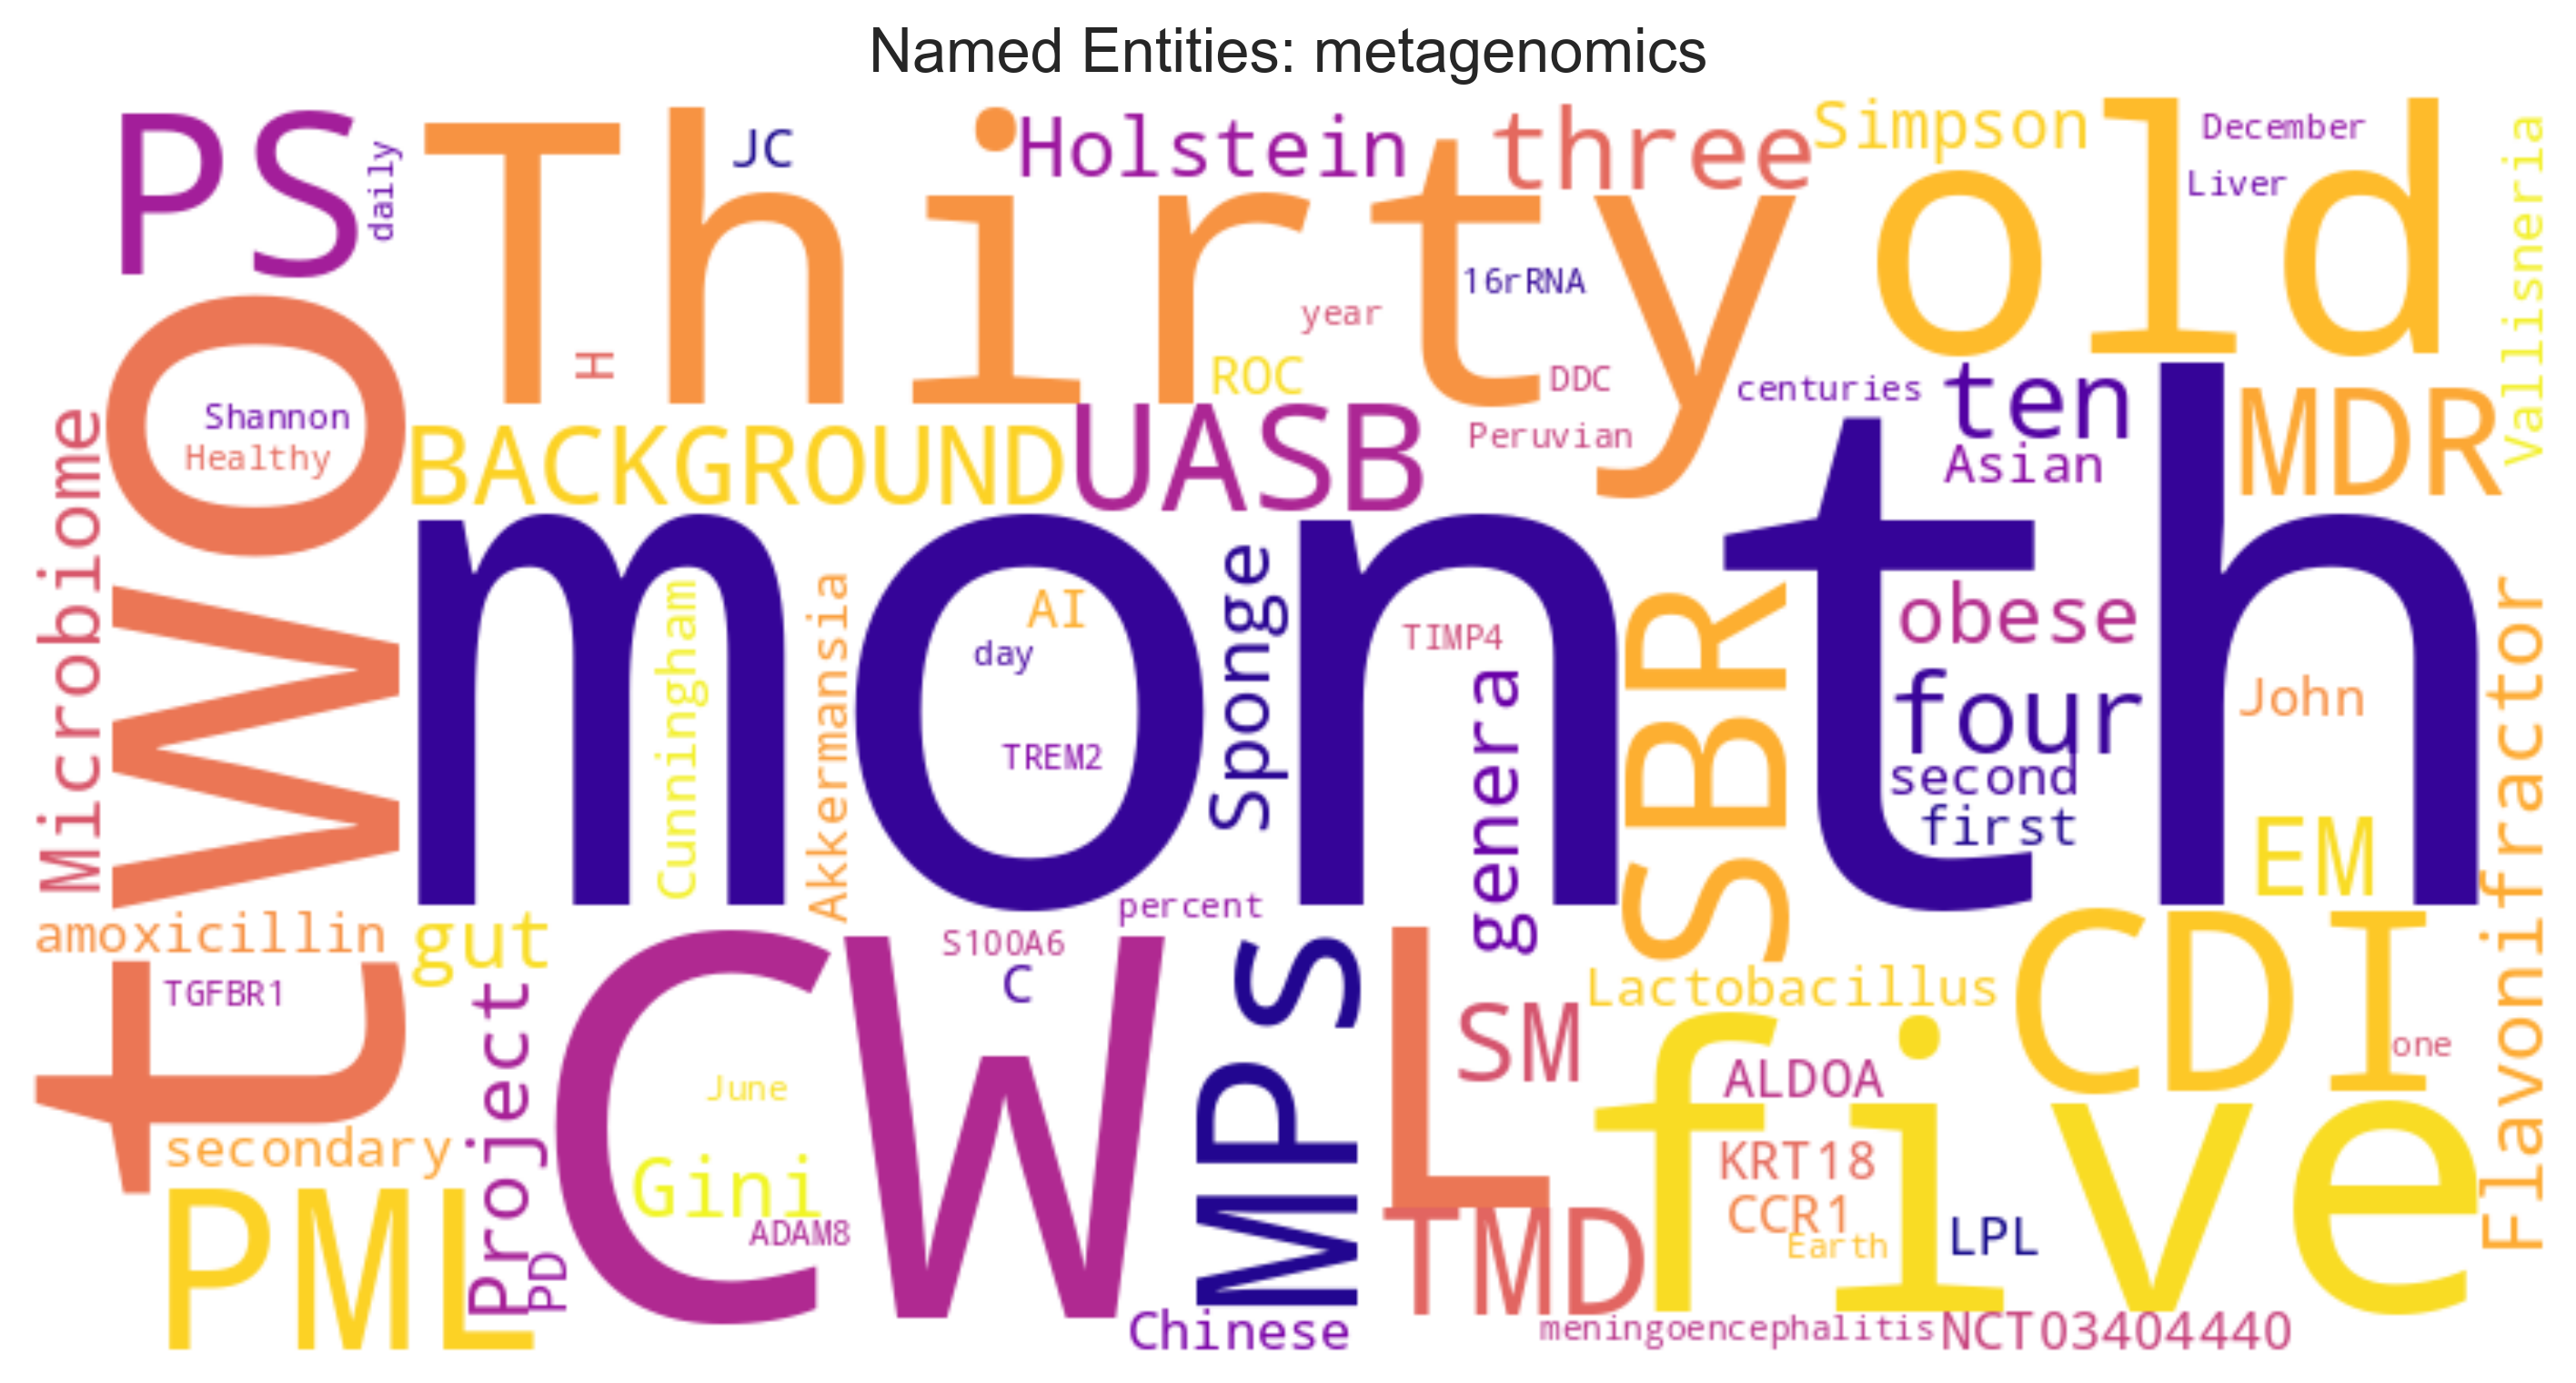 Named Entities: metagenomics
PS
daily
Thirty
JC
Holstein
three
Simpson
old
December
Liver
Vallisneria
16rRNA
year
H
ROC
DDC
centuries
ten
MDR
Shannon
Healthy
Microbiome
two
BACKGROUND
UASB
Peruvian
Asian
month
Cunningham
Akkermansia
AI
day
TREM2
Sponge
TIMP4
genera
SBR
obese
four
second
first
John
EM
Flavonifractor
amoxicillin
gut
percent
S100A6
C
TGFBR1
Project
CW
MPS
L
SM
Lactobacillus
CDI
one
June
Gini
ADAM8
secondary
PML
PD
TMD
five
ALDOA
KRT18
CCR1
Earth
LPL
Chinese
meningoencephalitis
NCT03404440